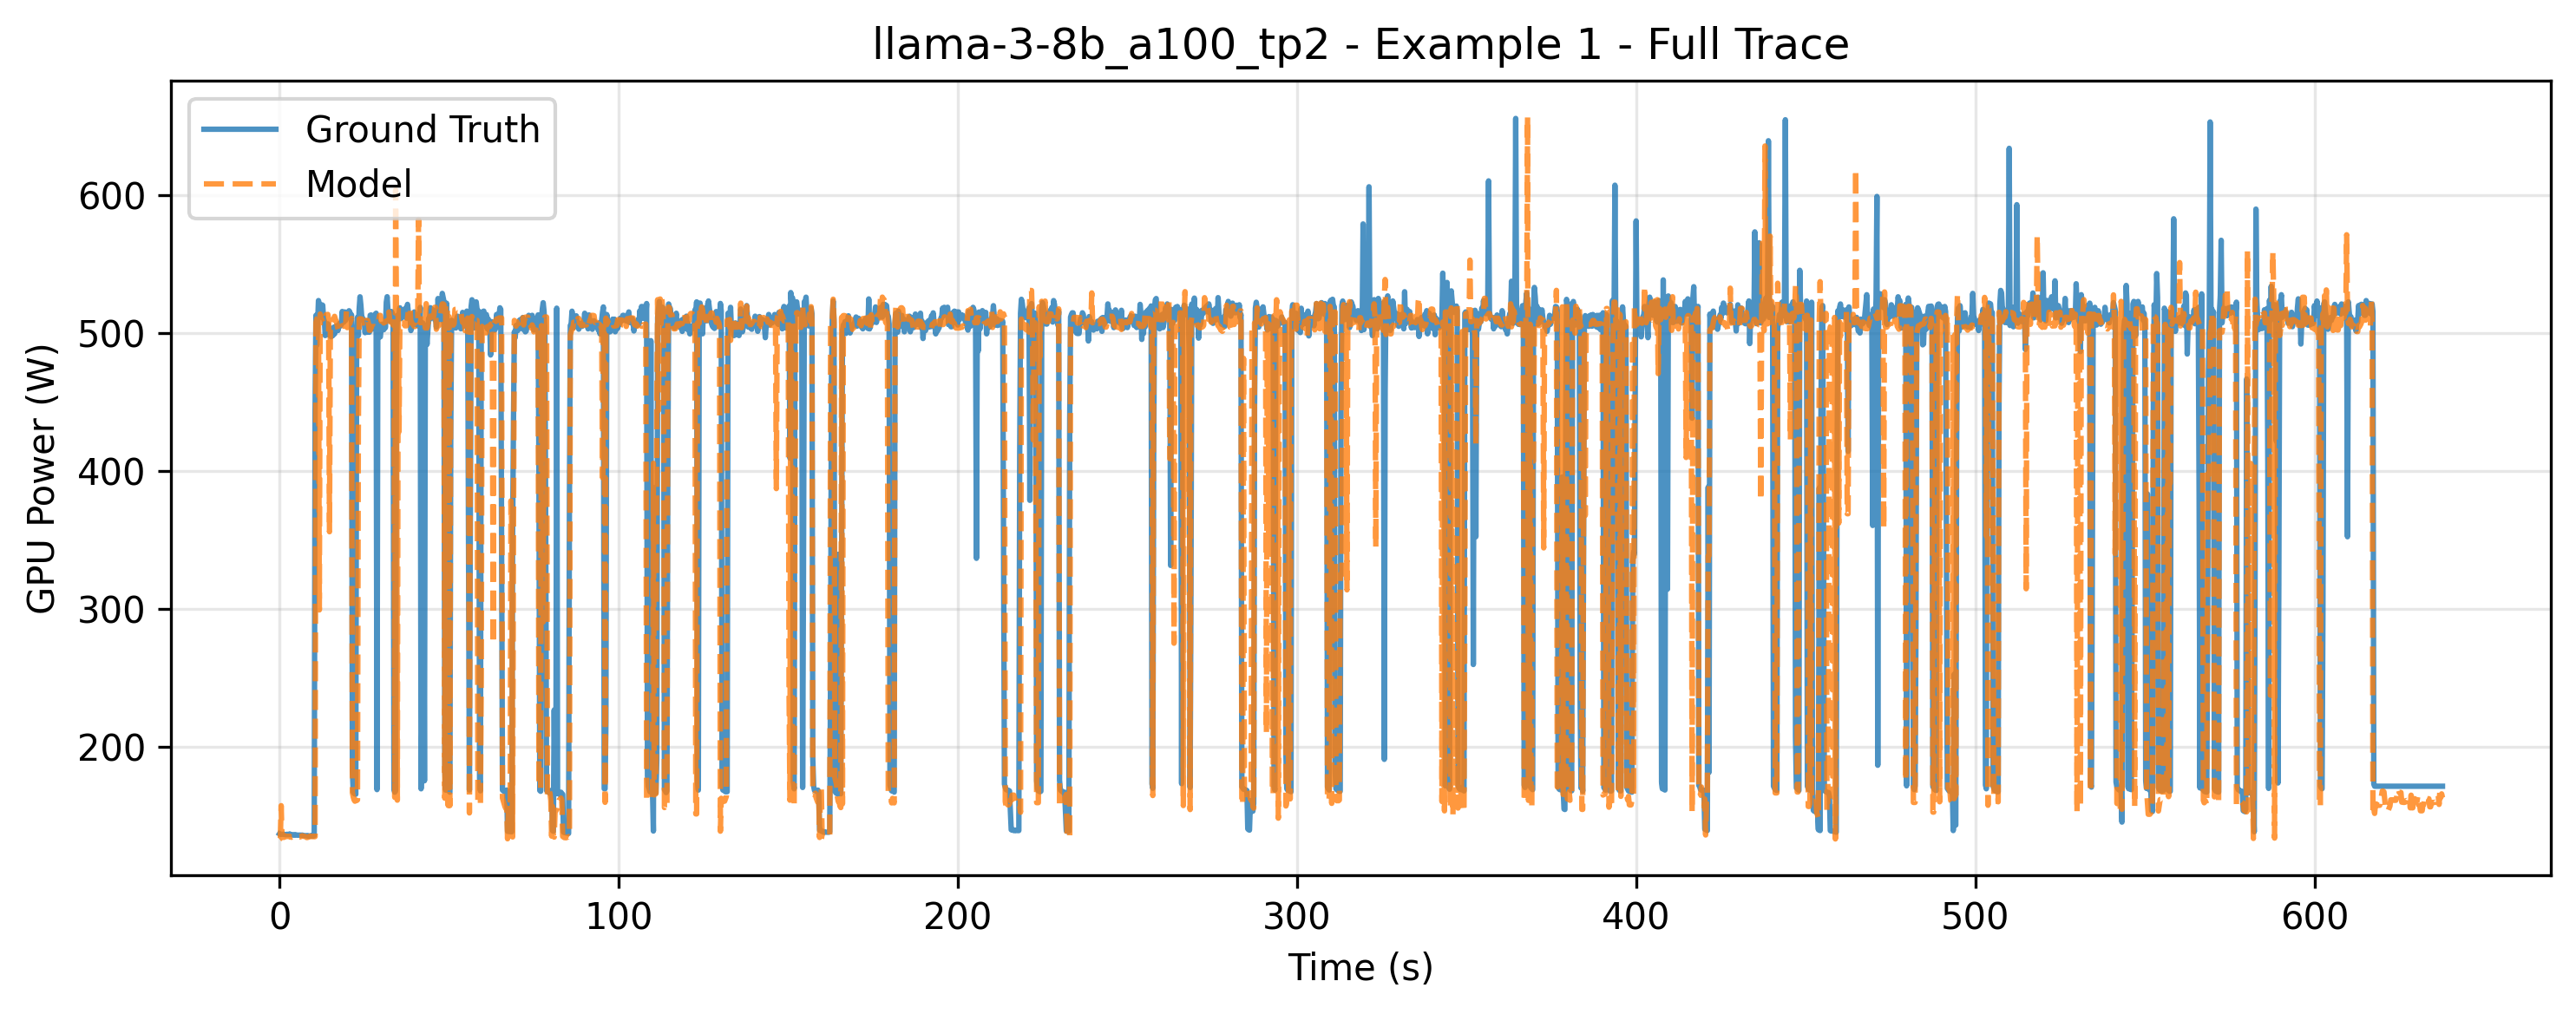 llama-3-8b_a100_tp2 - Example 1 - Full Trace
Ground Truth
Model
GPU Power (W)
600
500
400
300
200
0 100 200 300 400 500 600
Time (s)